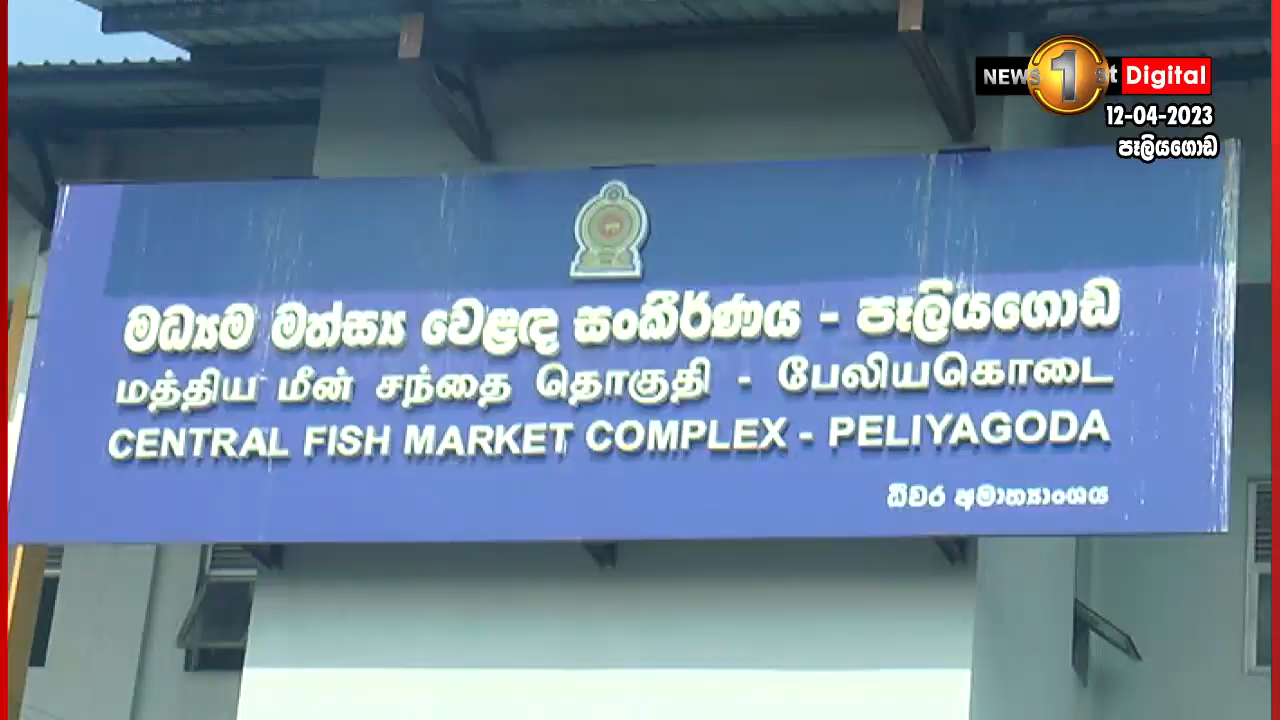 NEWS 1st Digital
12-04-2023
පෑලියගොඩ
මධ්‍යම මත්ස්‍ය වෙළඳ සංකීර්ණය - පෑලියගොඩ
மத்திய மீன் சந்தை தொகுதி - பேலியகொடை
CENTRAL FISH MARKET COMPLEX - PELIYAGODA
ධීවර අමාත්‍යාංශය